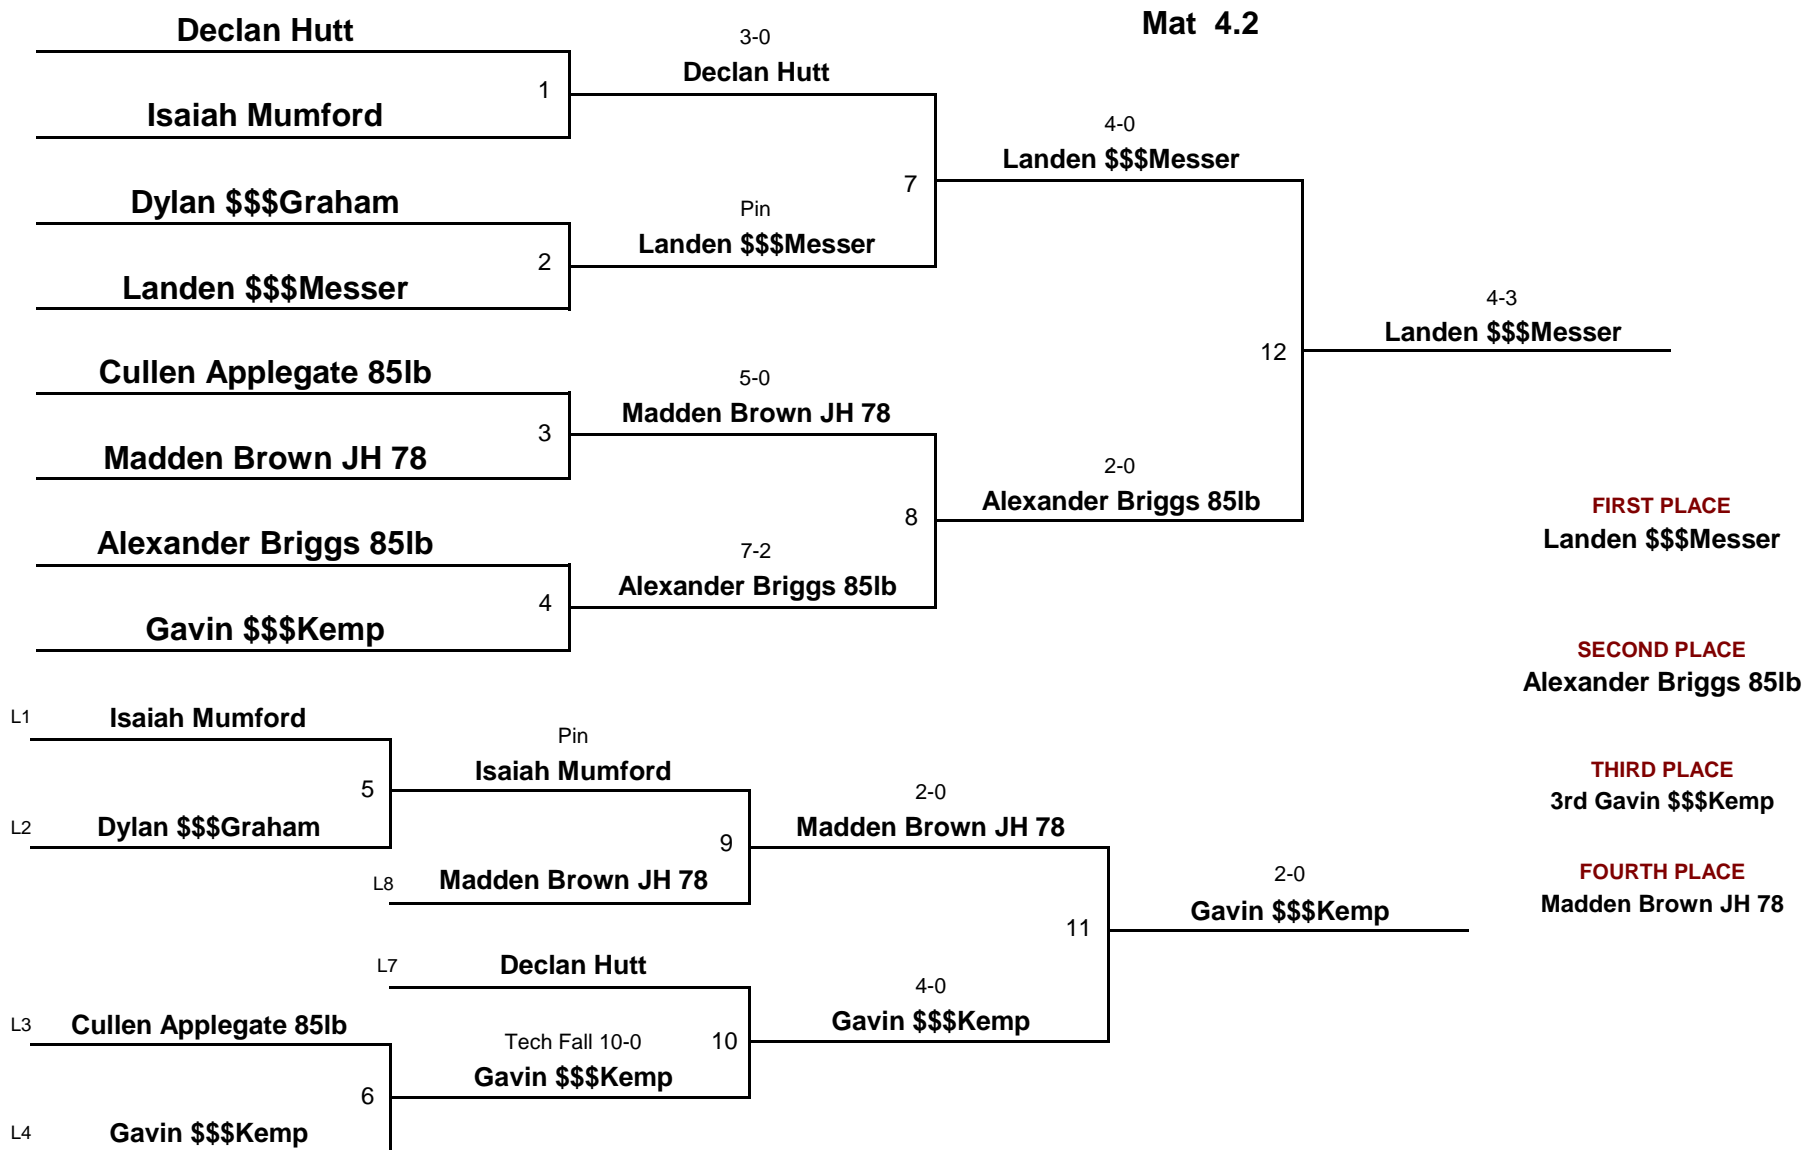 Mat 4.2
Declan Hutt
3-0
Declan Hutt
1
Isaiah Mumford
4-0
Landen $$$Messer
7
Dylan $$$Graham
Pin
Landen $$$Messer
2
Landen $$$Messer
4-3
Landen $$$Messer
12
Cullen Applegate 85lb
5-0
Madden Brown JH 78
3
Madden Brown JH 78
2-0
Alexander Briggs 85lb
8
Alexander Briggs 85lb
7-2
Alexander Briggs 85lb
4
Gavin $$$Kemp
FIRST PLACE
Landen $$$Messer
SECOND PLACE
Alexander Briggs 85lb
THIRD PLACE
3rd Gavin $$$Kemp
FOURTH PLACE
Madden Brown JH 78
L1 Isaiah Mumford
Pin
Isaiah Mumford
5
L2 Dylan $$$Graham
2-0
Madden Brown JH 78
9
L8 Madden Brown JH 78
2-0
Gavin $$$Kemp
11
L7 Declan Hutt
4-0
Gavin $$$Kemp
L3 Cullen Applegate 85lb
Tech Fall 10-0
10
Gavin $$$Kemp
6
L4 Gavin $$$Kemp